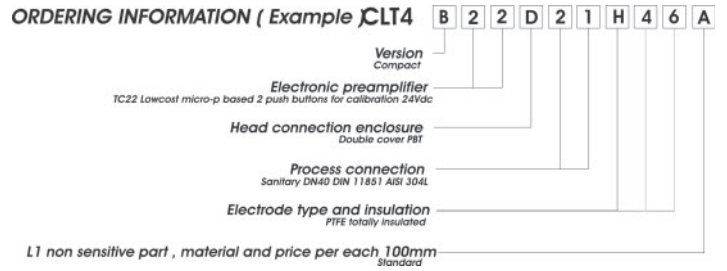 ORDERING INFORMATION ( Example ) CLT4 B 2 2 D 2 1 H 4 6 A
Version
Compact
Electronic preamplifier
TC22 Lowcost micro-p based 2 push buttons for calibration 24Vdc
Head connection enclosure
Double cover PBT
Process connection
Sanitary DN40 DIN 11851 AISI 304L
Electrode type and insulation
PTFE totally insulated
L1 non sensitive part , material and price per each 100mm
Standard